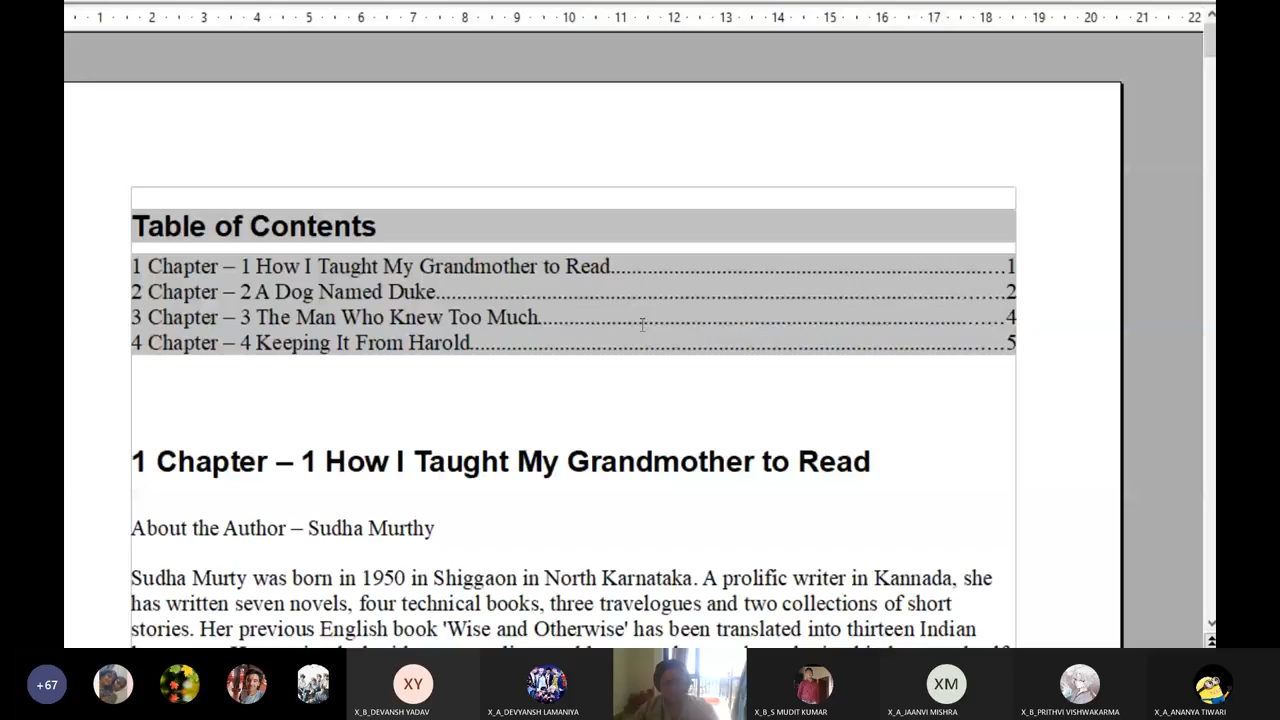 1 2 3 4 5 6 7 8 9 10 11 12 13 14 15 16 17 18 19 20 21 22
Table of Contents
1 Chapter – 1 How I Taught My Grandmother to Read....................1
2 Chapter – 2 A Dog Named Duke....................2
3 Chapter – 3 The Man Who Knew Too Much....................4
4 Chapter – 4 Keeping It From Harold....................5
1 Chapter – 1 How I Taught My Grandmother to Read
About the Author – Sudha Murthy
Sudha Murty was born in 1950 in Shiggaon in North Karnataka. A prolific writer in Kannada, she
has written seven novels, four technical books, three travelogues and two collections of short
stories. Her previous English book 'Wise and Otherwise' has been translated into thirteen Indian
+67
XY
XM
X_B_DEVANSH YADAV
X_A_DEVYANSH LAMANIYA
X_B_S MUDIT KUMAR
X_A_JAANVI MISHRA
X_B_PRITHVI VISHWAKARMA
X_A_ANANYA TIWARI